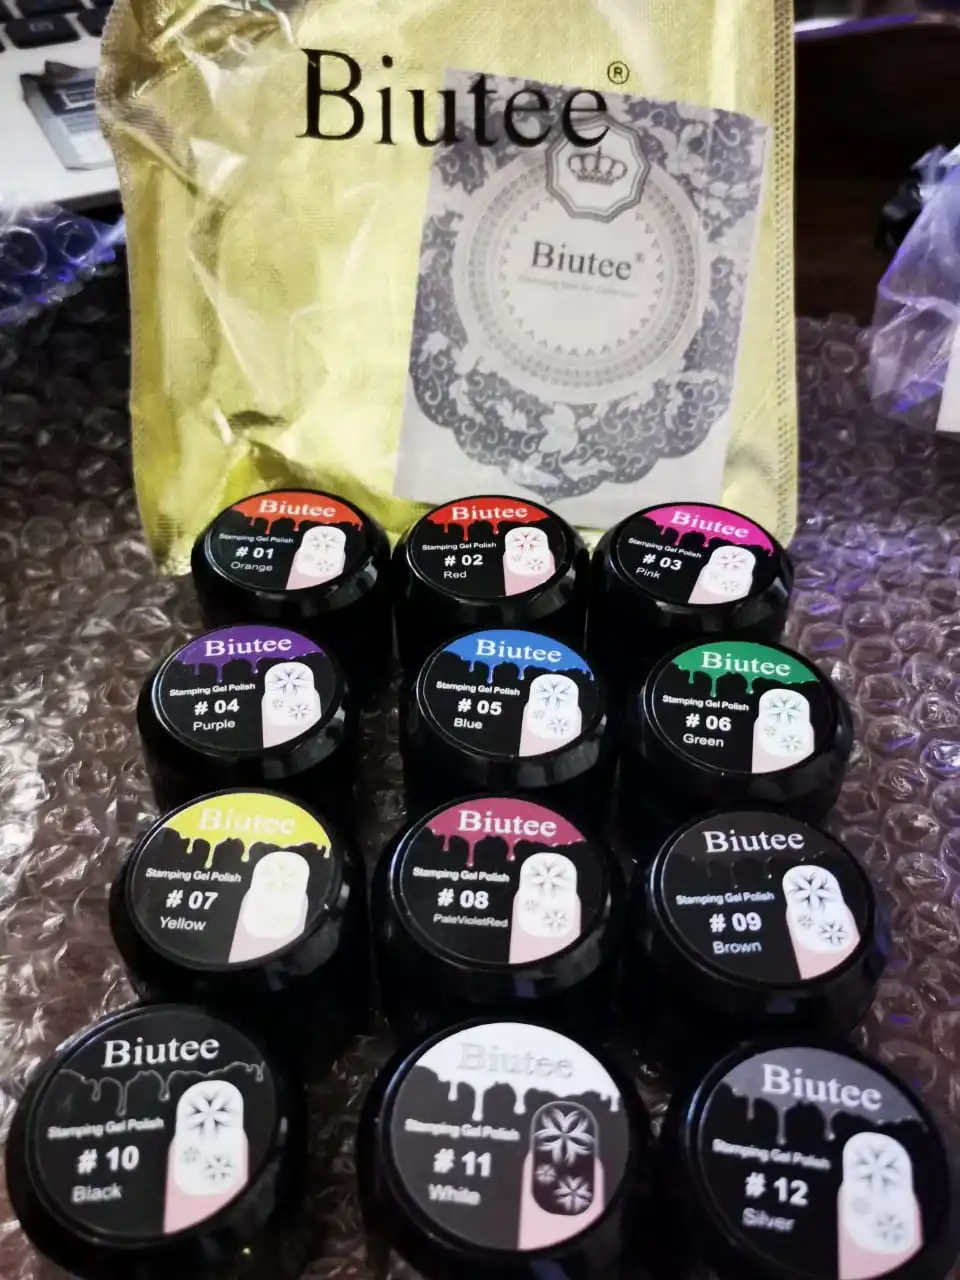 Biutee®
Biutee®
Biutee
Stamping Gel Polish
# 01
Orange
Biutee
Stamping Gel Polish
# 02
Red
Biutee
Stamping Gel Polish
# 03
Pink
Biutee
Stamping Gel Polish
# 04
Purple
Biutee
Stamping Gel Polish
# 05
Blue
Biutee
Stamping Gel Polish
# 06
Green
Biutee
Stamping Gel Polish
# 07
Yellow
Biutee
Stamping Gel Polish
# 08
PaleVioletRed
Biutee
Stamping Gel Polish
# 09
Brown
Biutee
Stamping Gel Polish
# 10
Black
Biutee
Stamping Gel Polish
# 11
White
Biutee
Stamping Gel Polish
# 12
Silver